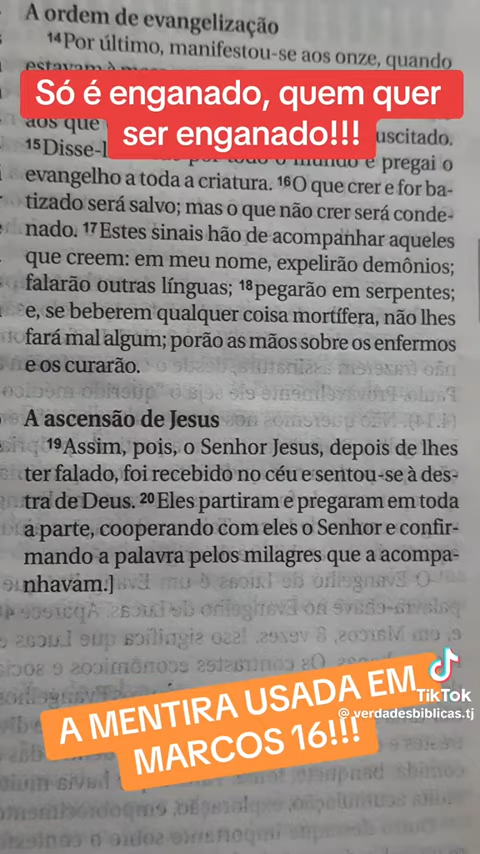 A ordem de evangelização
14Por último, manifestou-se aos onze, quando
Só é enganado, quem quer
ser enganado!!!
aos que
uscitado.
15Disse-l
mundo e pregai o
evangelho a toda a criatura. 16O que crer e for ba-
tizado será salvo; mas o que não crer será conde-
nado. 17Estes sinais hão de acompanhar aqueles
que creem: em meu nome, expelirão demônios;
falarão outras línguas; 18pegarão em serpentes;
e, se beberem qualquer coisa mortífera, não lhes
fará mal algum; porão as mãos sobre os enfermos
e os curarão.
A ascensão de Jesus
19Assim, pois, o Senhor Jesus, depois de lhes
ter falado, foi recebido no céu e sentou-se à des-
tra de Deus. 20Eles partiram e pregaram em toda
a parte, cooperando com eles o Senhor e confir-
mando a palavra pelos milagres que a acompa-
nhavam.]
A MENTIRA USADA EM
MARCOS 16!!!
TikTok
@verdadesbiblicas.tj